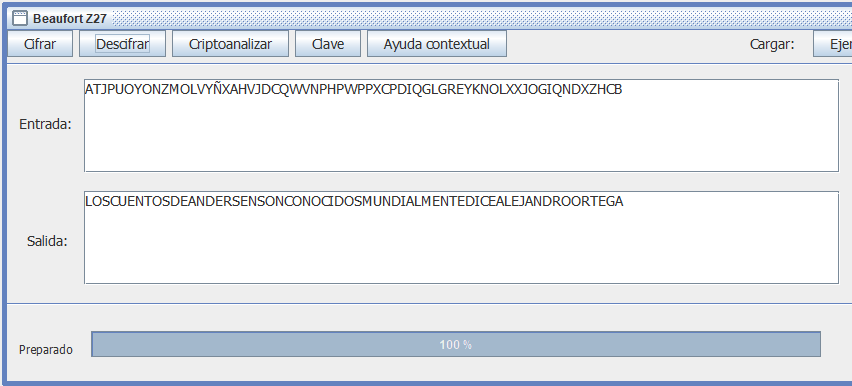 Beaufort Z27
Cifrar Descifrar Criptoanalizar Clave Ayuda contextual Cargar:
Entrada: ATJPUOYONZMOLVYÑXAHVJDCQWVNPHPWPPXCPDIQGLGREYKNOLXXJOGIQNDXZHCB
Salida: LOSCUENTOSDEANDERSENSONCONOCIDOSMUNDIALMENTEDICEALEJANDROORTEGA
Preparado 100 %